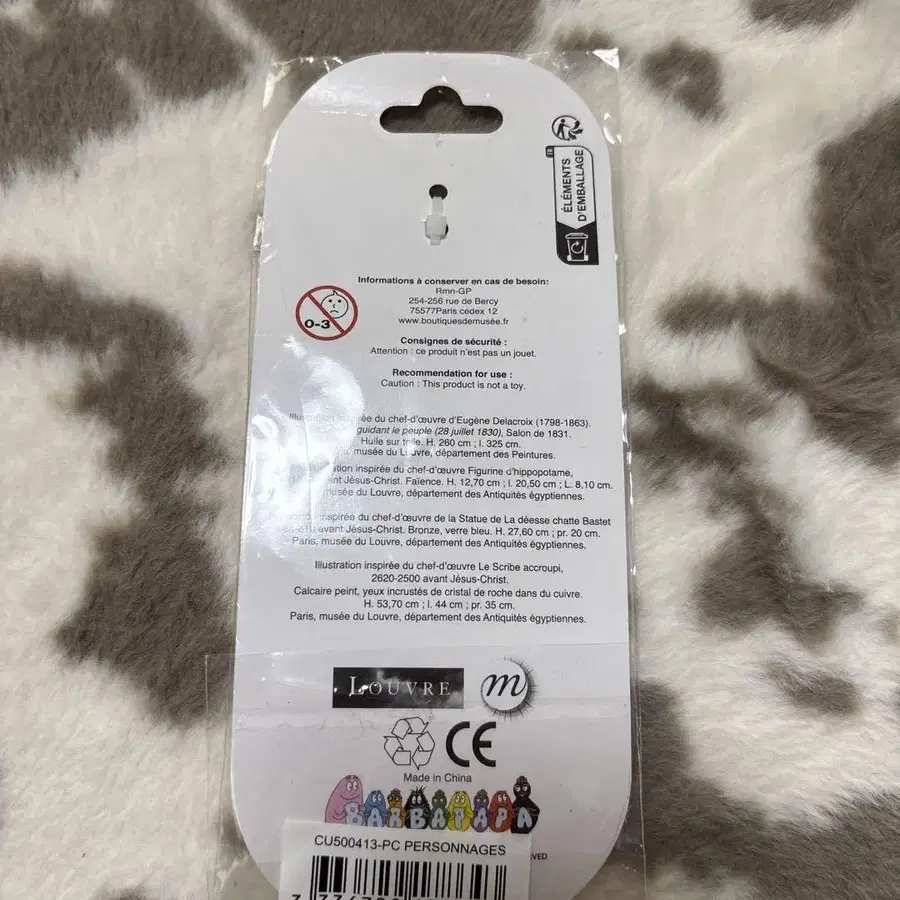 FR
ÉLÉMENTS
D'EMBALLAGE
Informations à conserver en cas de besoin:
Rmn-GP
254-256 rue de Bercy
75577Paris cedex 12
www.boutiquesdemusée.fr
0-3
Consignes de sécurité :
Attention : ce produit n'est pas un jouet.
Recommendation for use :
Caution : This product is not a toy.
Illustration inspirée du chef-d'œuvre d'Eugène Delacroix (1798-1863).
guidant le peuple (28 juillet 1830), Salon de 1831.
Huile sur toile. H. 260 cm ; l. 325 cm.
musée du Louvre, département des Peintures.
inspirée du chef-d'œuvre Figurine d'hippopotame,
avant Jésus-Christ. Faïence. H. 12,70 cm ; l. 20,50 cm ; L. 8,10 cm.
musée du Louvre, département des Antiquités égyptiennes.
inspirée du chef-d'œuvre de la Statue de La déesse chatte Bastet
avant Jésus-Christ. Bronze, verre bleu. H. 27,60 cm ; pr. 20 cm.
Paris, musée du Louvre, département des Antiquités égyptiennes.
Illustration inspirée du chef-d'œuvre Le Scribe accroupi,
2620-2500 avant Jésus-Christ.
Calcaire peint, yeux incrustés de cristal de roche dans du cuivre.
H. 53,70 cm ; l. 44 cm ; pr. 35 cm.
Paris, musée du Louvre, département des Antiquités égyptiennes.
LOUVRE
m
CE
Made in China
BARBAPAPA
CU500413-PC PERSONNAGES